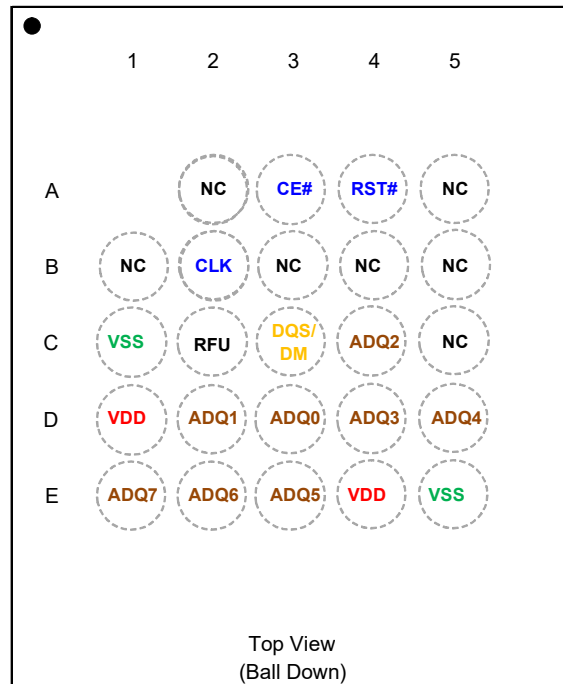 1 2 3 4 5
A NC CE# RST# NC
B NC CLK NC NC NC
C VSS RFU DQS/ DM ADQ2 NC
D VDD ADQ1 ADQ0 ADQ3 ADQ4
E ADQ7 ADQ6 ADQ5 VDD VSS
Top View
(Ball Down)